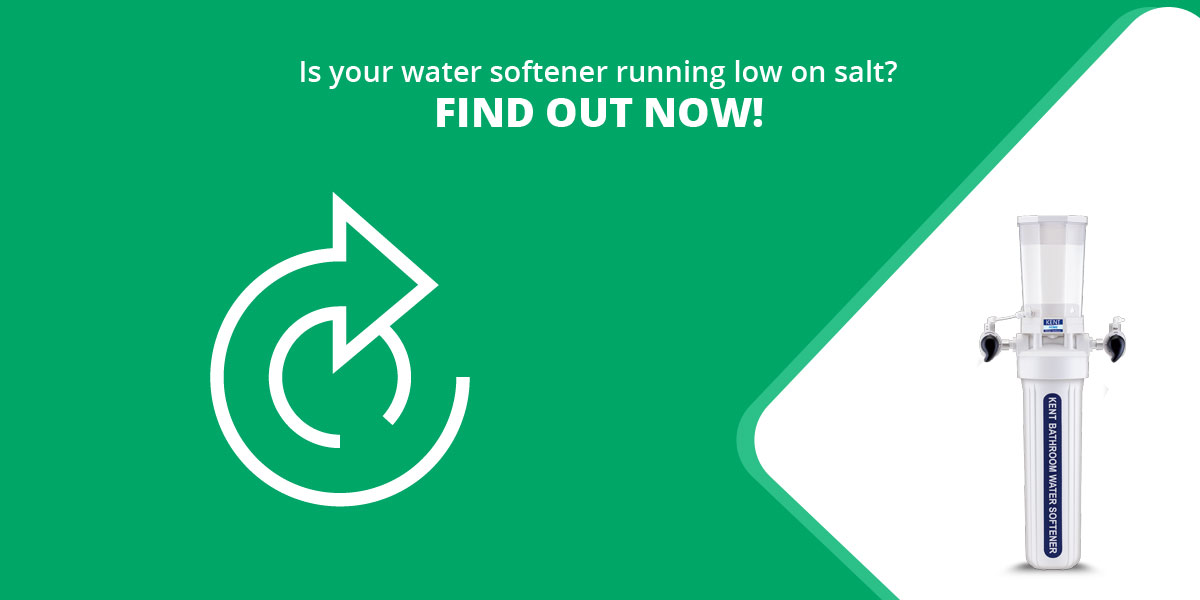 Is your water softener running low on salt?
FIND OUT NOW!
KENT
KENT BATHROOM WATER SOFTENER